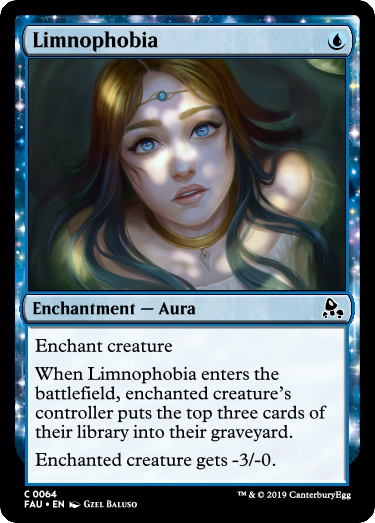 Limnophobia
Enchantment — Aura
Enchant creature
When Limnophobia enters the
battlefield, enchanted creature's
controller puts the top three cards of
their library into their graveyard.
Enchanted creature gets -3/-0.
C 0064
FAU • EN Gzel Baluso
™ & © 2019 CanterburyEgg